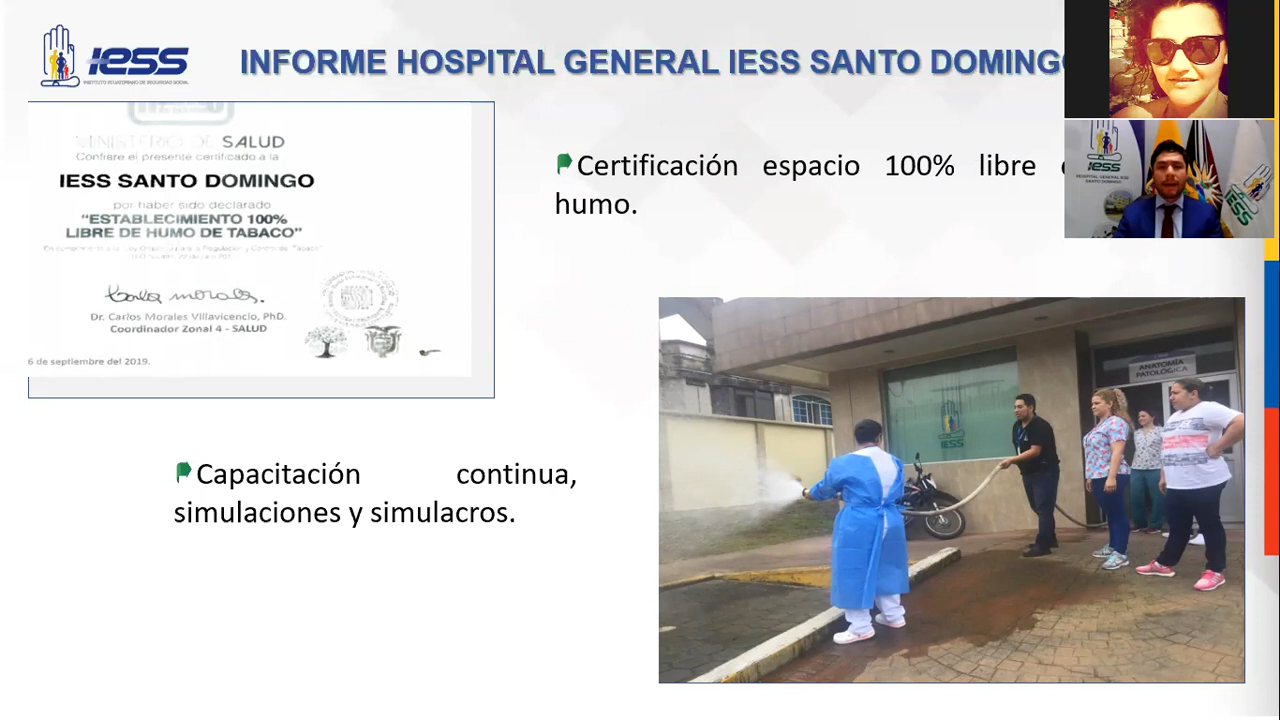 IESS
INSTITUTO ECUATORIANO DE SEGURIDAD SOCIAL
INFORME HOSPITAL GENERAL IESS SANTO DOMINGO
MINISTERIO DE SALUD
Confiere el presente certificado a la
IESS SANTO DOMINGO
por haber sido declarado
"ESTABLECIMIENTO 100%
LIBRE DE HUMO DE TABACO"
Dr. Carlos Morales Villavicencio, PhD.
Coordinador Zonal 4 - SALUD
6 de septiembre del 2019.
Certificación espacio 100% libre
humo.
iess
HOSPITAL GENERAL IESS
SANTO DOMINGO
IESS
ANATOMÍA
PATOLÓGICA
IESS
Capacitación continua,
simulaciones y simulacros.